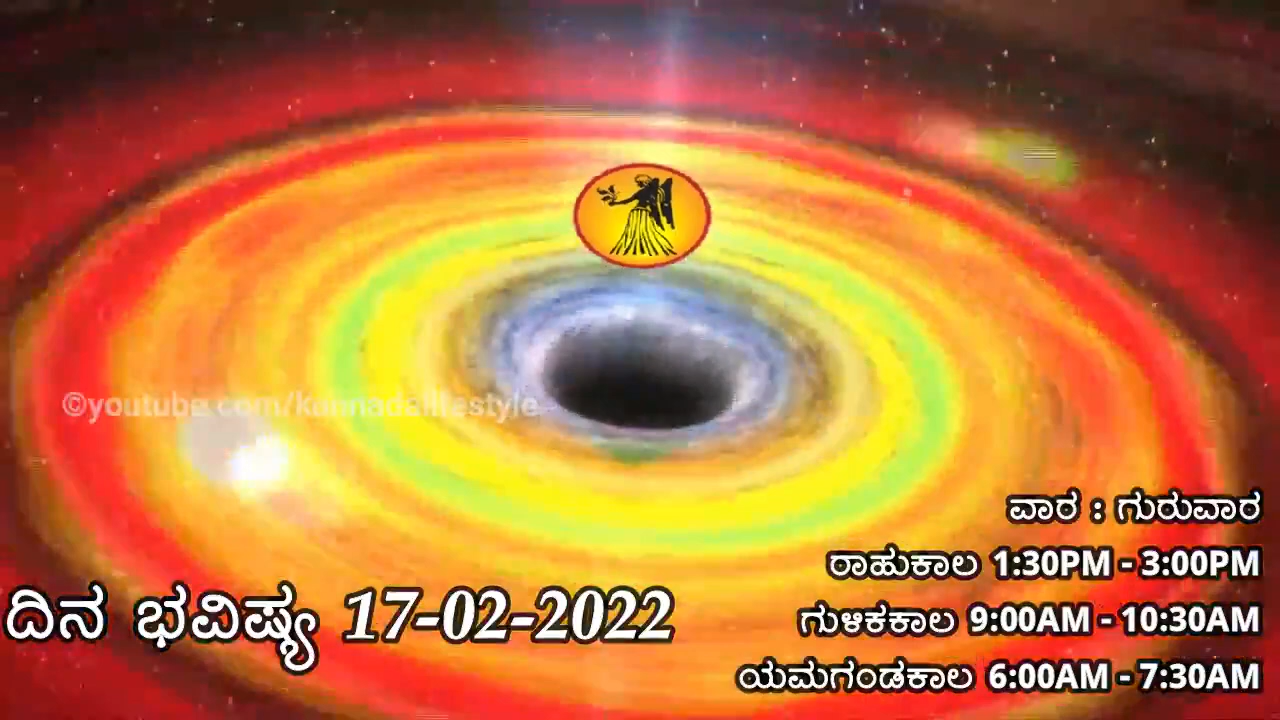 ©youtube.com/kannadalifestyle
ವಾರ : ಗುರುವಾರ
ರಾಹುಕಾಲ 1:30PM - 3:00PM
ದಿನ ಭವಿಷ್ಯ 17-02-2022
ಗುಳಿಕಕಾಲ 9:00AM - 10:30AM
ಯಮಗಂಡಕಾಲ 6:00AM - 7:30AM